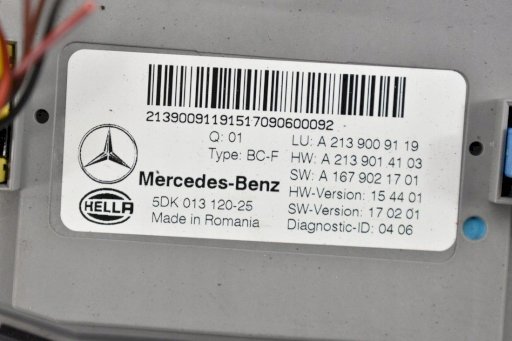 21390091191517090600092
Q: 01
LU: A 213 900 91 19
Type: BC-F
HW: A 213 901 41 03
SW: A 167 902 17 01
Mercedes-Benz
HW-Version: 15 44 01
HELLA
5DK 013 120-25
SW-Version: 17 02 01
Made in Romania
Diagnostic-ID: 04 06